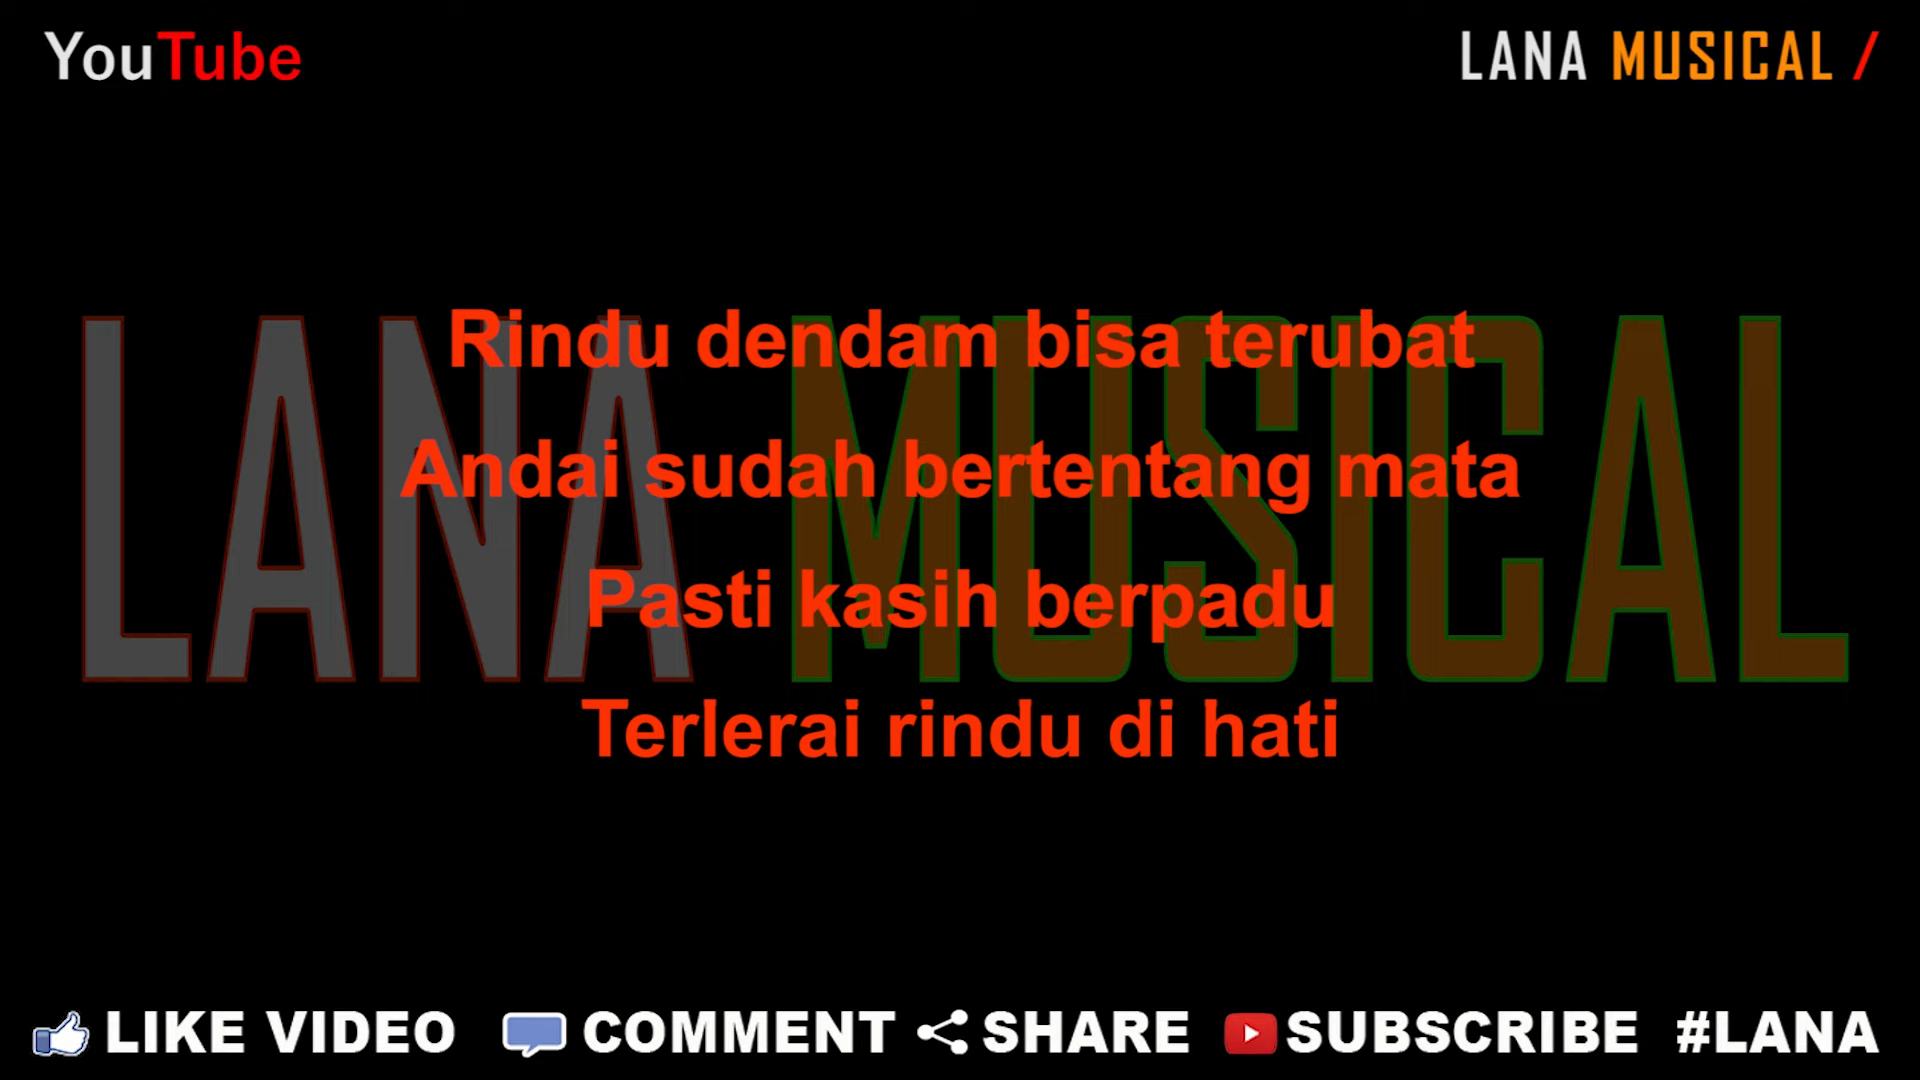 YouTube
LANA MUSICAL /
LANA MUSICAL
Rindu dendam bisa terubat
Andai sudah bertentang mata
Pasti kasih berpadu
Terlerai rindu di hati
LIKE VIDEO COMMENT SHARE SUBSCRIBE #LANA